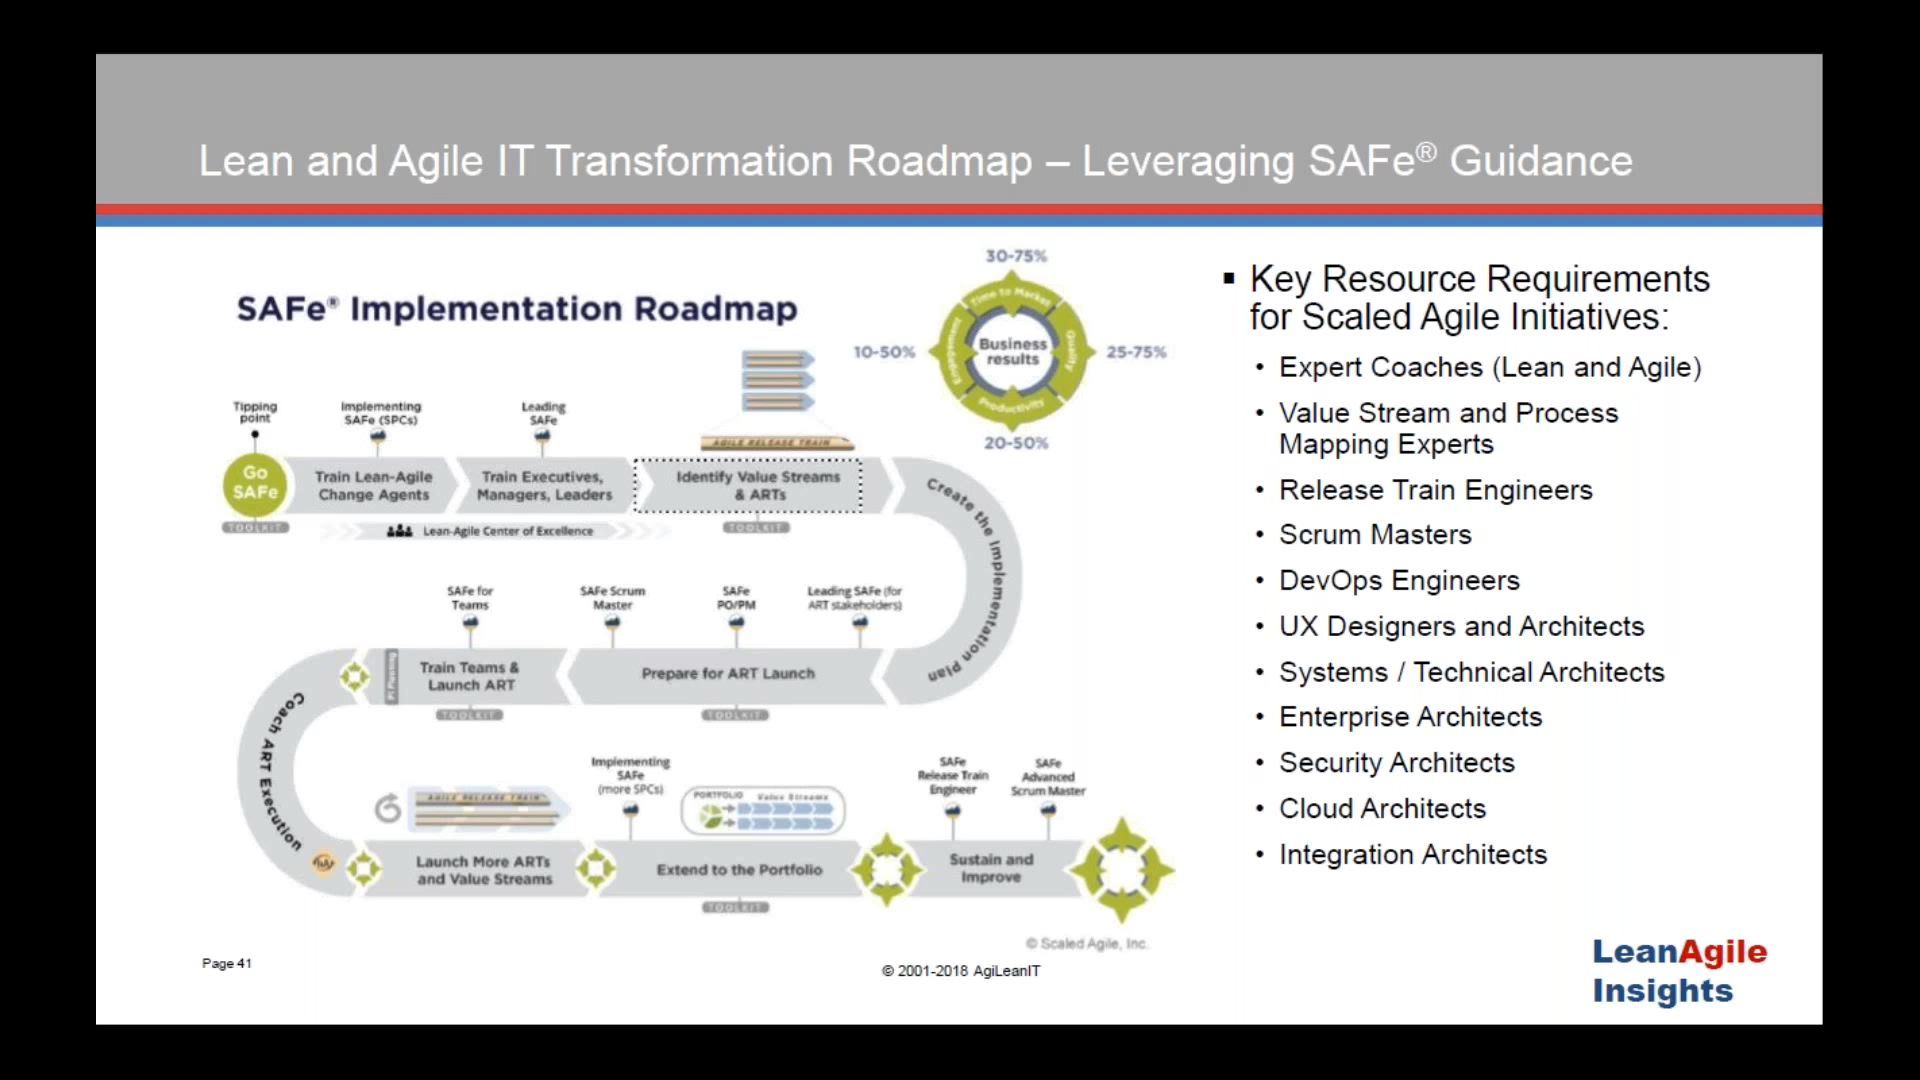 Lean and Agile IT Transformation Roadmap – Leveraging SAFe® Guidance
SAFe® Implementation Roadmap
30-75%
10-50%
25-75%
20-50%
Time to Market
Quality
Productivity
Engagement
Business
results
Tipping
point
Implementing
SAFe (SPCs)
Leading
SAFe
AGILE RELEASE TRAIN
Go
SAFe
Train Lean-Agile
Change Agents
Train Executives,
Managers, Leaders
Identify Value Streams
& ARTs
TOOLKIT
Lean-Agile Center of Excellence
TOOLKIT
Create the Implementation plan
SAFe for
Teams
SAFe Scrum
Master
SAFe
PO/PM
Leading SAFe (for
ART stakeholders)
PI Planning
Train Teams &
Launch ART
Prepare for ART Launch
TOOLKIT
TOOLKIT
Coach ART Execution
AGILE RELEASE TRAIN
Implementing
SAFe
(more SPCs)
PORTFOLIO
Value Streams
SAFe
Release Train
Engineer
SAFe
Advanced
Scrum Master
I&A
Launch More ARTs
and Value Streams
Extend to the Portfolio
Sustain and
Improve
TOOLKIT
© Scaled Agile, Inc.
▪ Key Resource Requirements
for Scaled Agile Initiatives:
• Expert Coaches (Lean and Agile)
• Value Stream and Process
Mapping Experts
• Release Train Engineers
• Scrum Masters
• DevOps Engineers
• UX Designers and Architects
• Systems / Technical Architects
• Enterprise Architects
• Security Architects
• Cloud Architects
• Integration Architects
Page 41
© 2001-2018 AgiLeanIT
LeanAgile
Insights